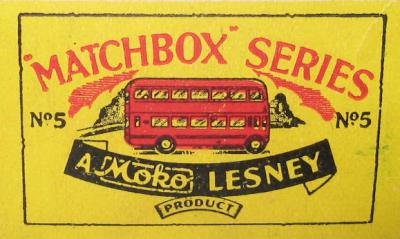 "MATCHBOX" SERIES
No5 No5
A Moko LESNEY
PRODUCT